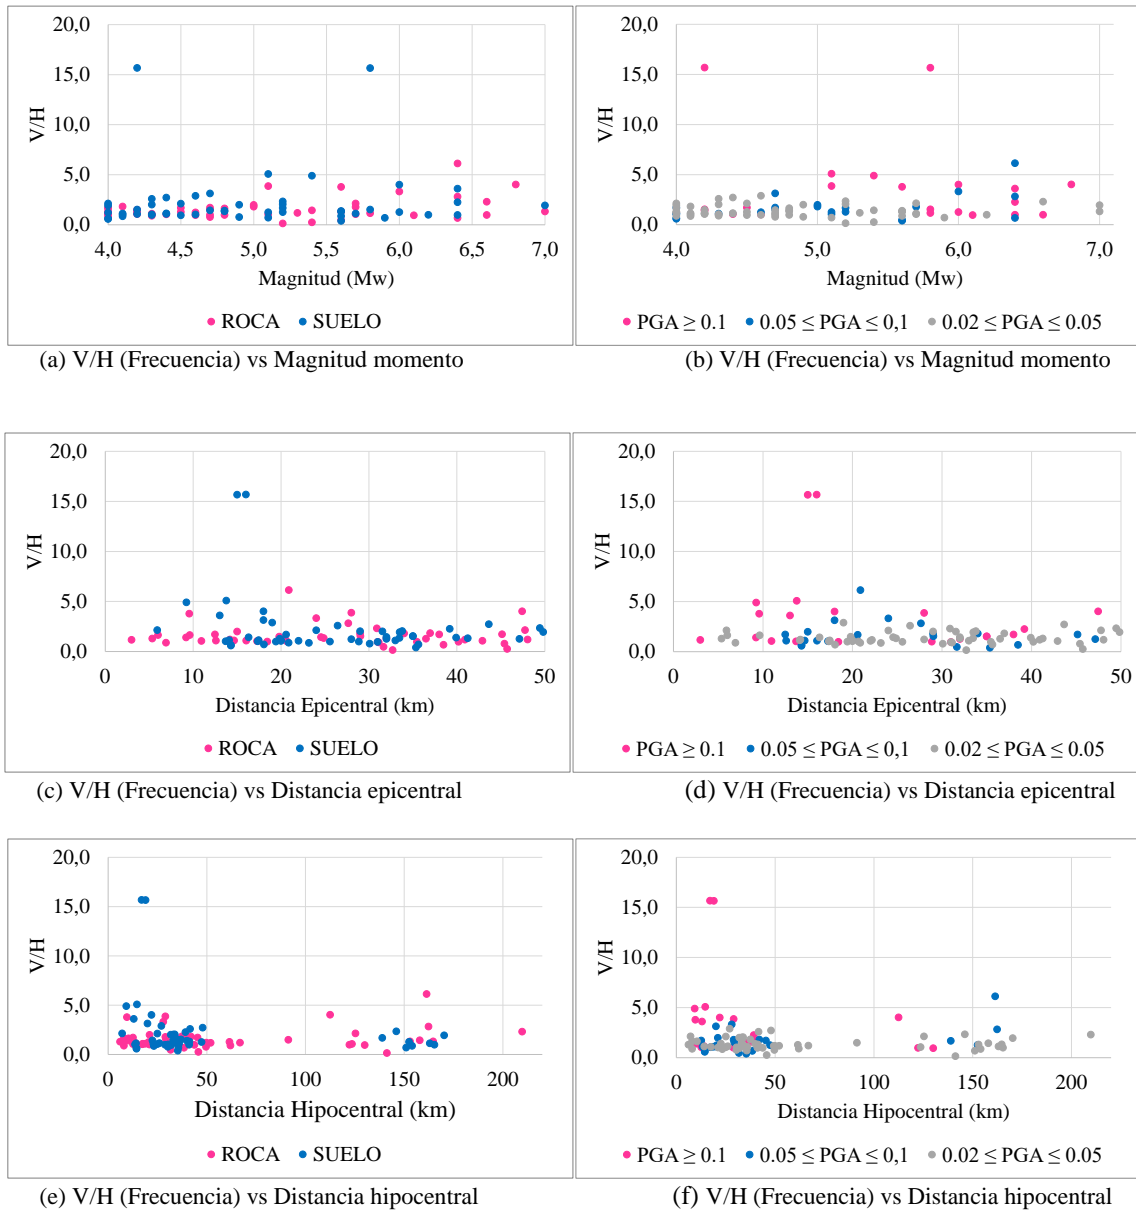 20,0
15,0
10,0
5,0
0,0
V/H
4,0 4,5 5,0 5,5 6,0 6,5 7,0
Magnitud (Mw)
ROCA SUELO
(a) V/H (Frecuencia) vs Magnitud momento
20,0
15,0
10,0
5,0
0,0
V/H
4,0 5,0 6,0 7,0
Magnitud (Mw)
PGA ≥ 0.1 0.05 ≤ PGA ≤ 0,1 0.02 ≤ PGA ≤ 0.05
(b) V/H (Frecuencia) vs Magnitud momento
20,0
15,0
10,0
5,0
0,0
V/H
0 10 20 30 40 50
Distancia Epicentral (km)
ROCA SUELO
(c) V/H (Frecuencia) vs Distancia epicentral
20,0
15,0
10,0
5,0
0,0
V/H
0 10 20 30 40 50
Distancia Epicentral (km)
PGA ≥ 0.1 0.05 ≤ PGA ≤ 0,1 0.02 ≤ PGA ≤ 0.05
(d) V/H (Frecuencia) vs Distancia epicentral
20,0
15,0
10,0
5,0
0,0
V/H
0 50 100 150 200
Distancia Hipocentral (km)
ROCA SUELO
(e) V/H (Frecuencia) vs Distancia hipocentral
20,0
15,0
10,0
5,0
0,0
V/H
0 50 100 150 200
Distancia Hipocentral (km)
PGA ≥ 0.1 0.05 ≤ PGA ≤ 0,1 0.02 ≤ PGA ≤ 0.05
(f) V/H (Frecuencia) vs Distancia hipocentral